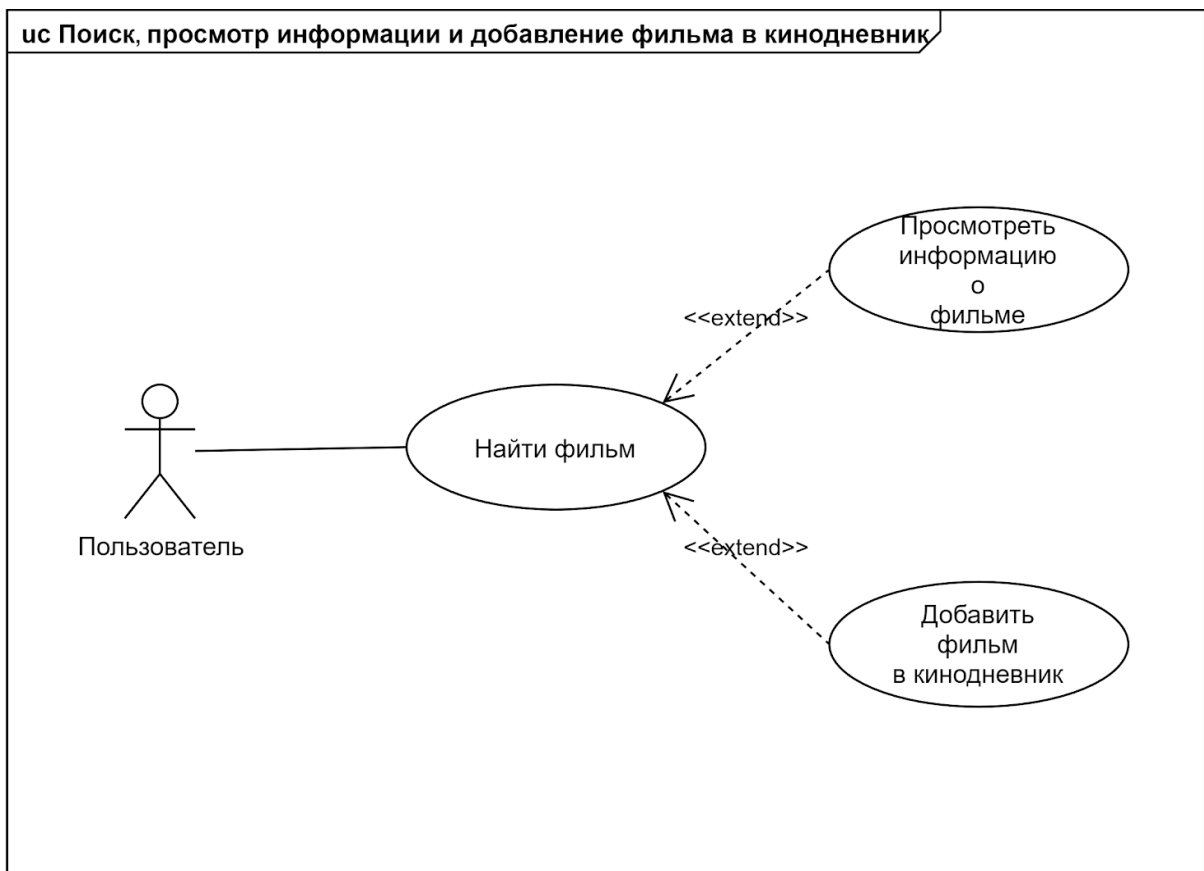 uc Поиск, просмотр информации и добавление фильма в кинодневник
Просмотреть
информацию
о
фильме
<<extend>>
Найти фильм
Пользователь
<<extend>>
Добавить
фильм
в кинодневник